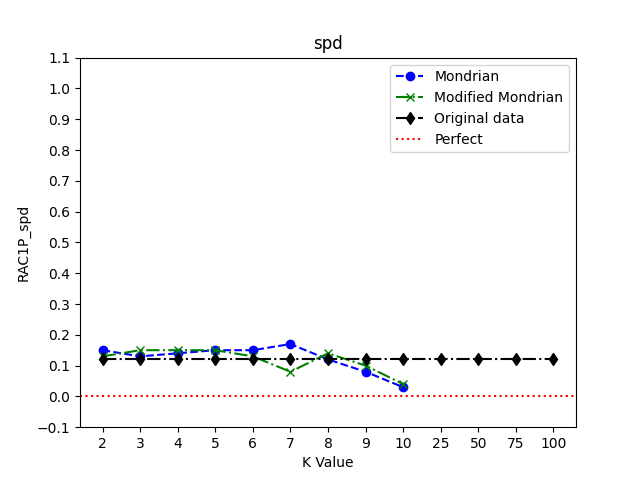 spd
1.1
1.0
0.9
0.8
0.7
0.6
0.5
0.4
0.3
0.2
0.1
0.0
−0.1
RAC1P_spd
Mondrian
Modified Mondrian
Original data
Perfect
2 3 4 5 6 7 8 9 10 25 50 75 100
K Value